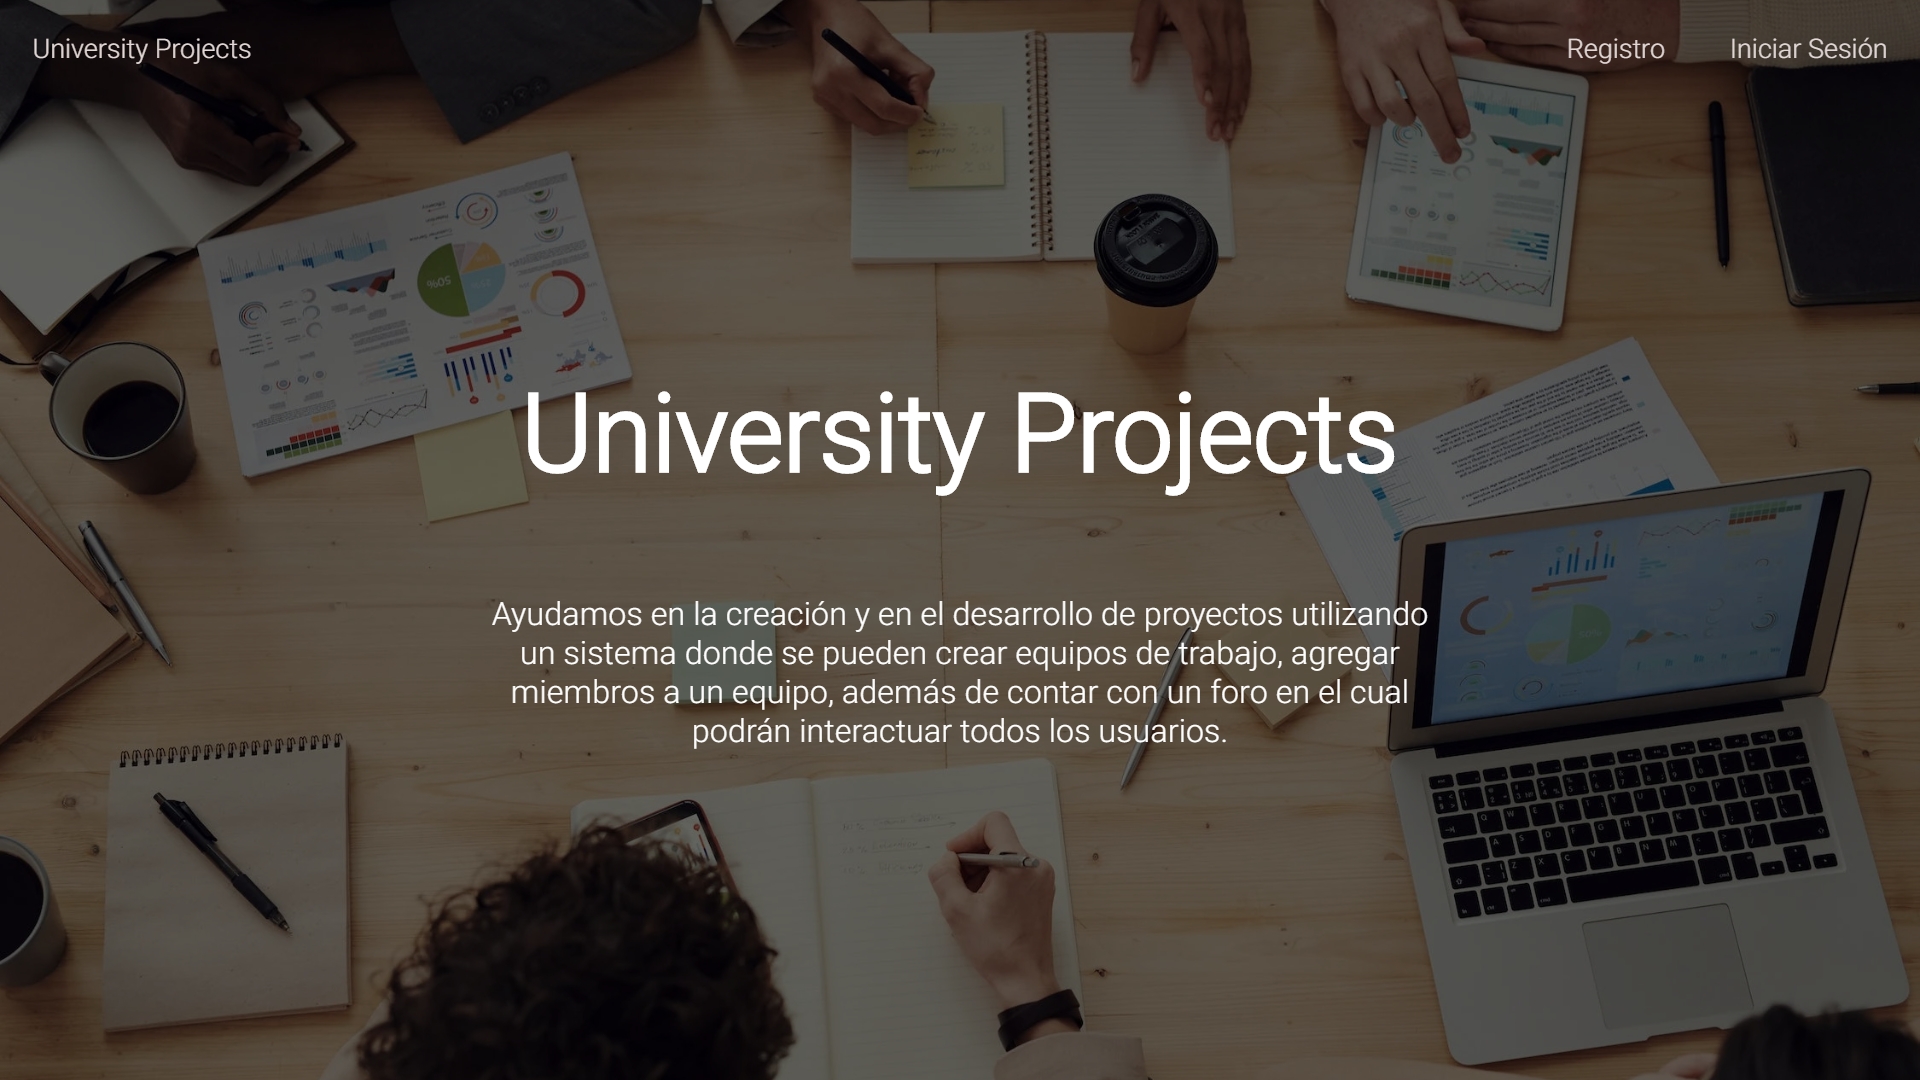 University Projects
Registro
Iniciar Sesión
University Projects
Ayudamos en la creación y en el desarrollo de proyectos utilizando
un sistema donde se pueden crear equipos de trabajo, agregar
miembros a un equipo, además de contar con un foro en el cual
podrán interactuar todos los usuarios.
50%